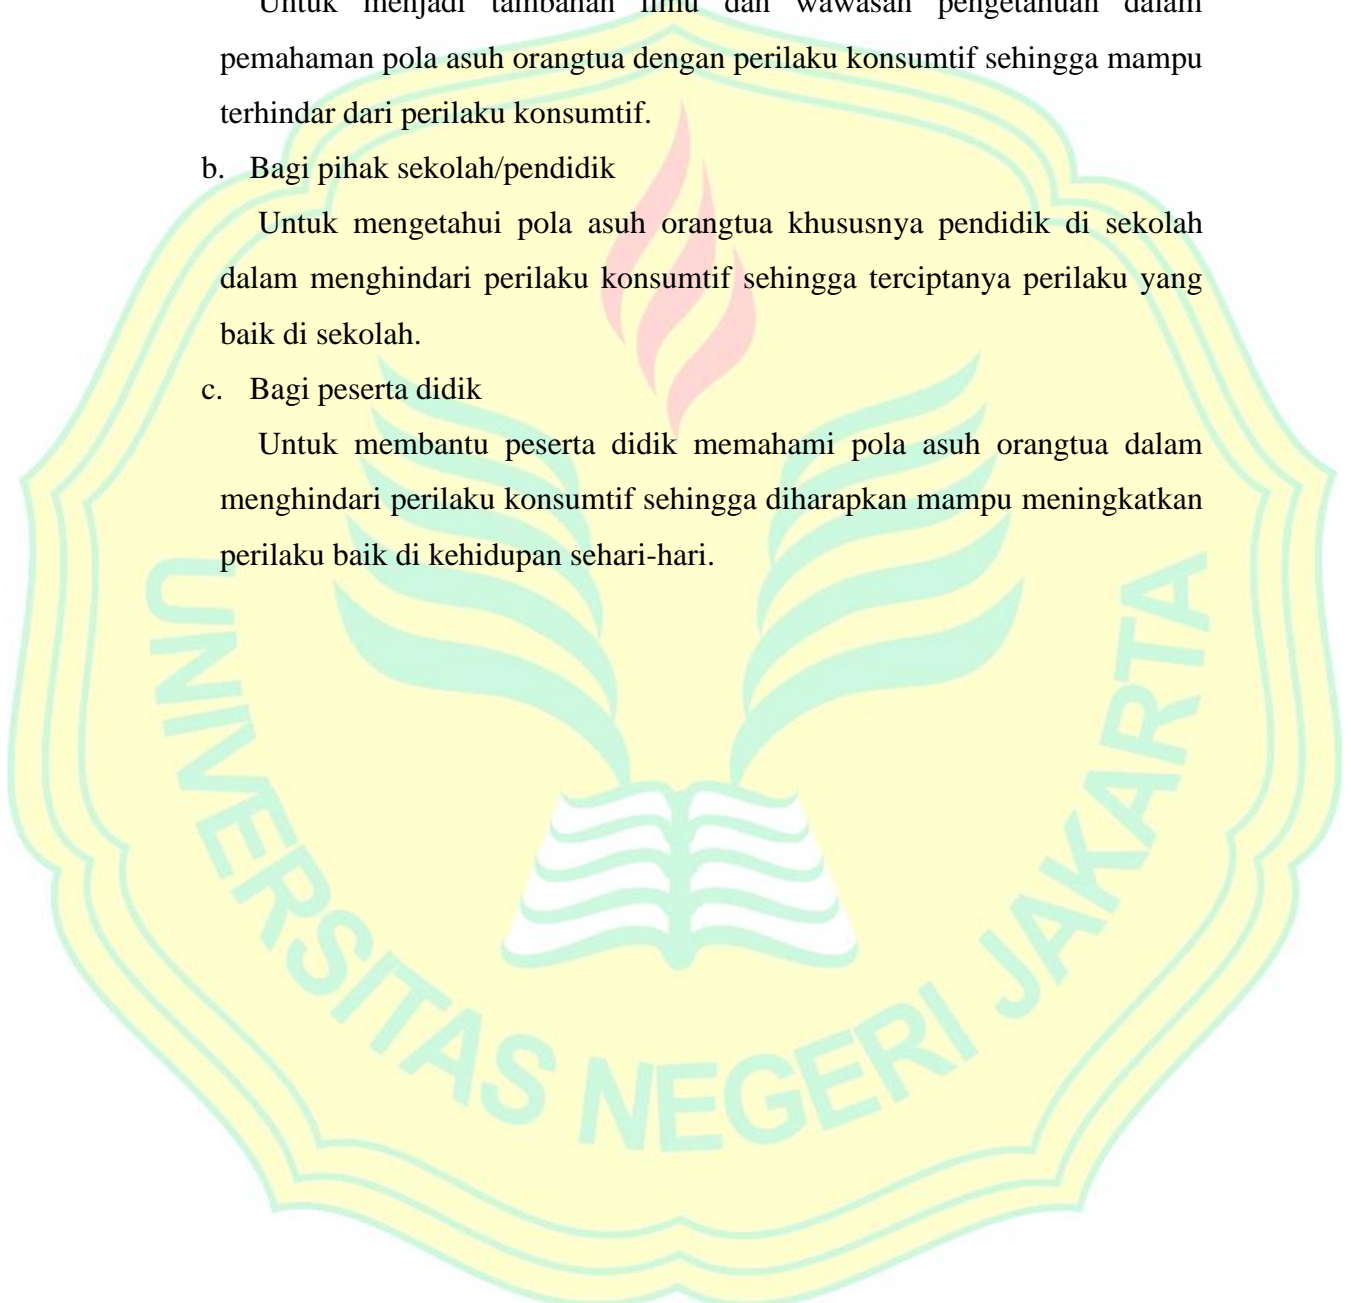 Untuk menjadi tambahan ilmu dan wawasan pengetahuan dalam
pemahaman pola asuh orangtua dengan perilaku konsumtif sehingga mampu
terhindar dari perilaku konsumtif.
b. Bagi pihak sekolah/pendidik
Untuk mengetahui pola asuh orangtua khususnya pendidik di sekolah
dalam menghindari perilaku konsumtif sehingga terciptanya perilaku yang
baik di sekolah.
c. Bagi peserta didik
Untuk membantu peserta didik memahami pola asuh orangtua dalam
menghindari perilaku konsumtif sehingga diharapkan mampu meningkatkan
perilaku baik di kehidupan sehari-hari.
UNIVERSITAS NEGERI JAKARTA